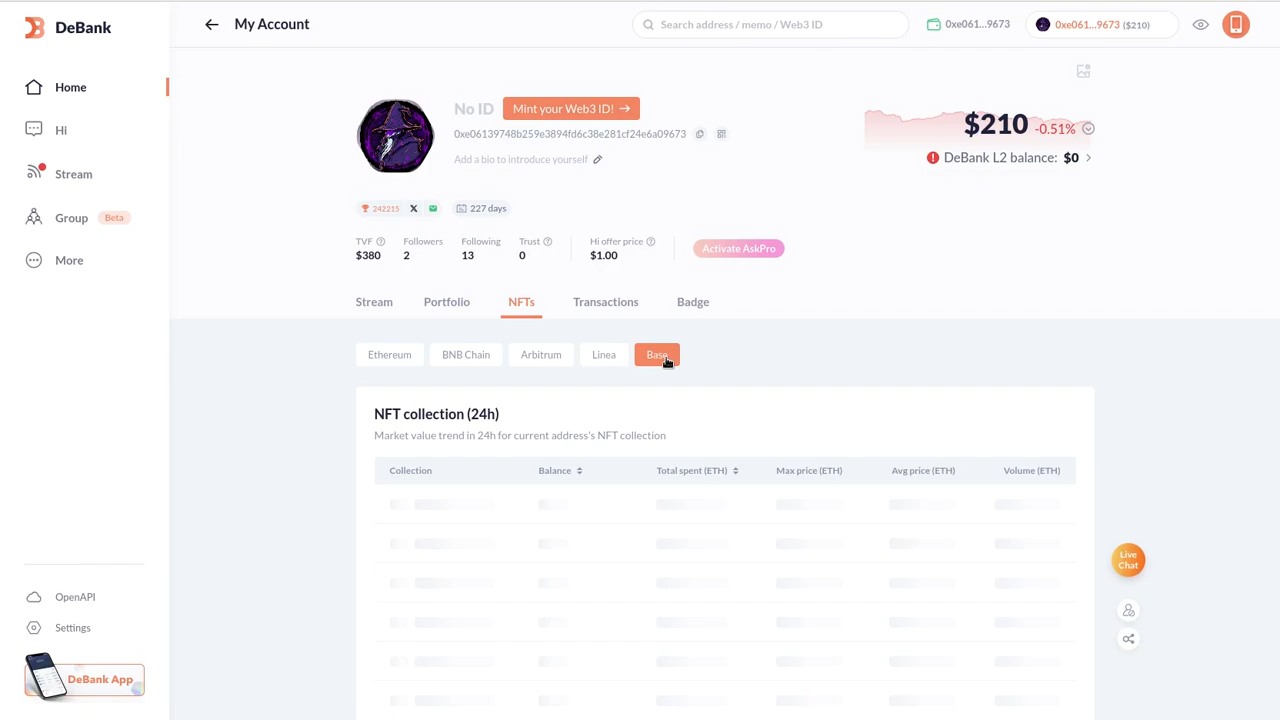 DeBank
My Account
Search address / memo / Web3 ID
0xe061...9673
0xe061...9673 ($210)
Home
Hi
Stream
Group Beta
More
No ID
Mint your Web3 ID! →
0xe06139748b259e3894fd6c38e281cf24e6a09673
Add a bio to introduce yourself
$210 -0.51%
DeBank L2 balance: $0
242215
227 days
TVF Followers Following Trust Hi offer price
$380 2 13 0 $1.00
Activate AskPro
Stream Portfolio NFTs Transactions Badge
Ethereum BNB Chain Arbitrum Linea Base
NFT collection (24h)
Market value trend in 24h for current address's NFT collection
Collection Balance Total spent (ETH) Max price (ETH) Avg price (ETH) Volume (ETH)
Live
Chat
OpenAPI
Settings
DeBank App